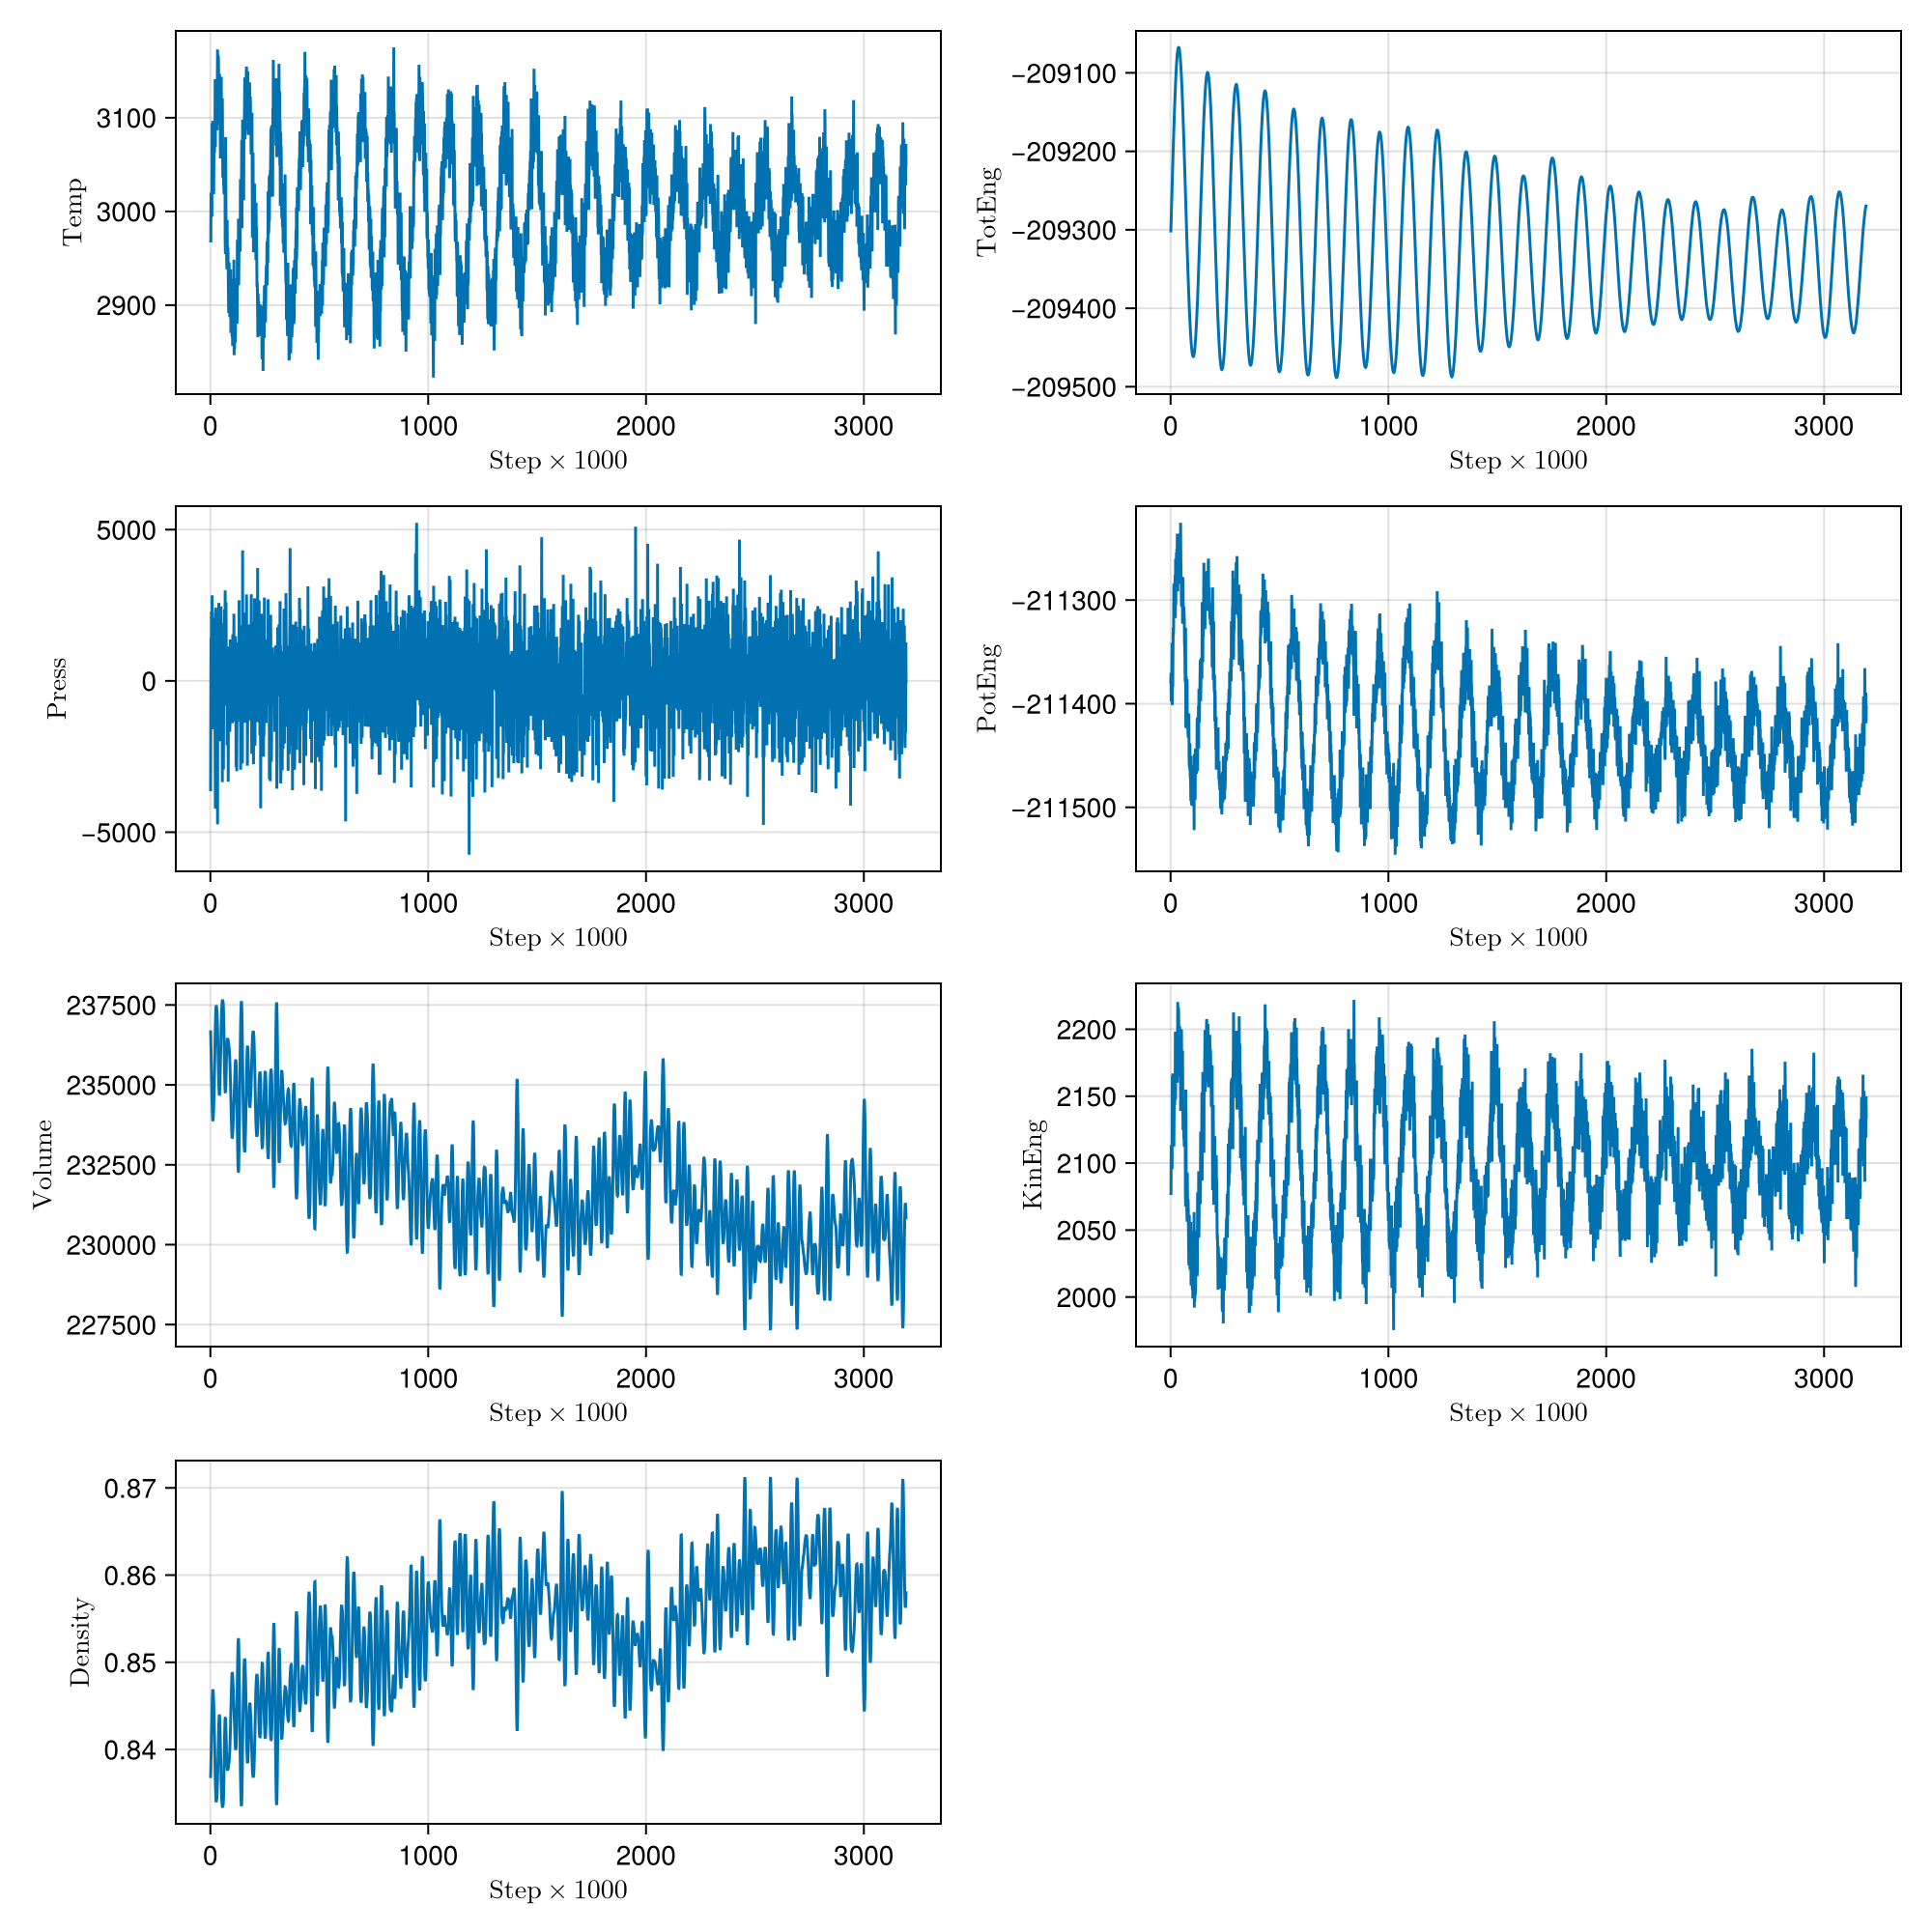 Temp
3100
3000
2900
0 1000 2000 3000
Step × 1000
TotEng
−209100
−209200
−209300
−209400
−209500
0 1000 2000 3000
Step × 1000
Press
5000
0
−5000
0 1000 2000 3000
Step × 1000
PotEng
−211300
−211400
−211500
0 1000 2000 3000
Step × 1000
Volume
237500
235000
232500
230000
227500
0 1000 2000 3000
Step × 1000
KinEng
2200
2150
2100
2050
2000
0 1000 2000 3000
Step × 1000
Density
0.87
0.86
0.85
0.84
0 1000 2000 3000
Step × 1000